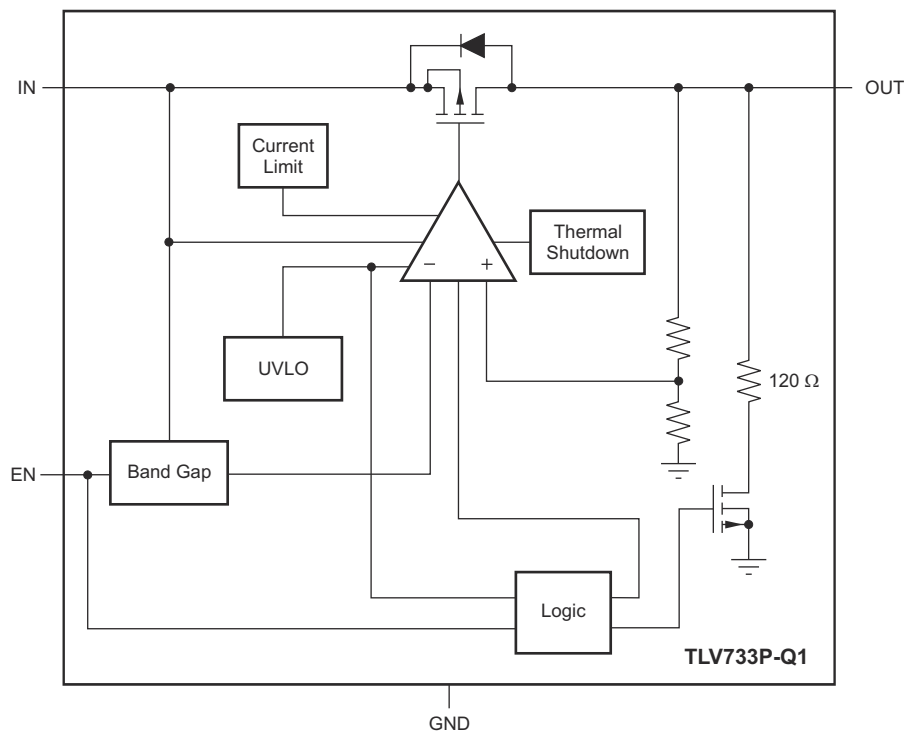 IN
OUT
Current
Limit
Thermal
Shutdown
−
+
UVLO
120 Ω
EN
Band Gap
Logic
TLV733P-Q1
GND